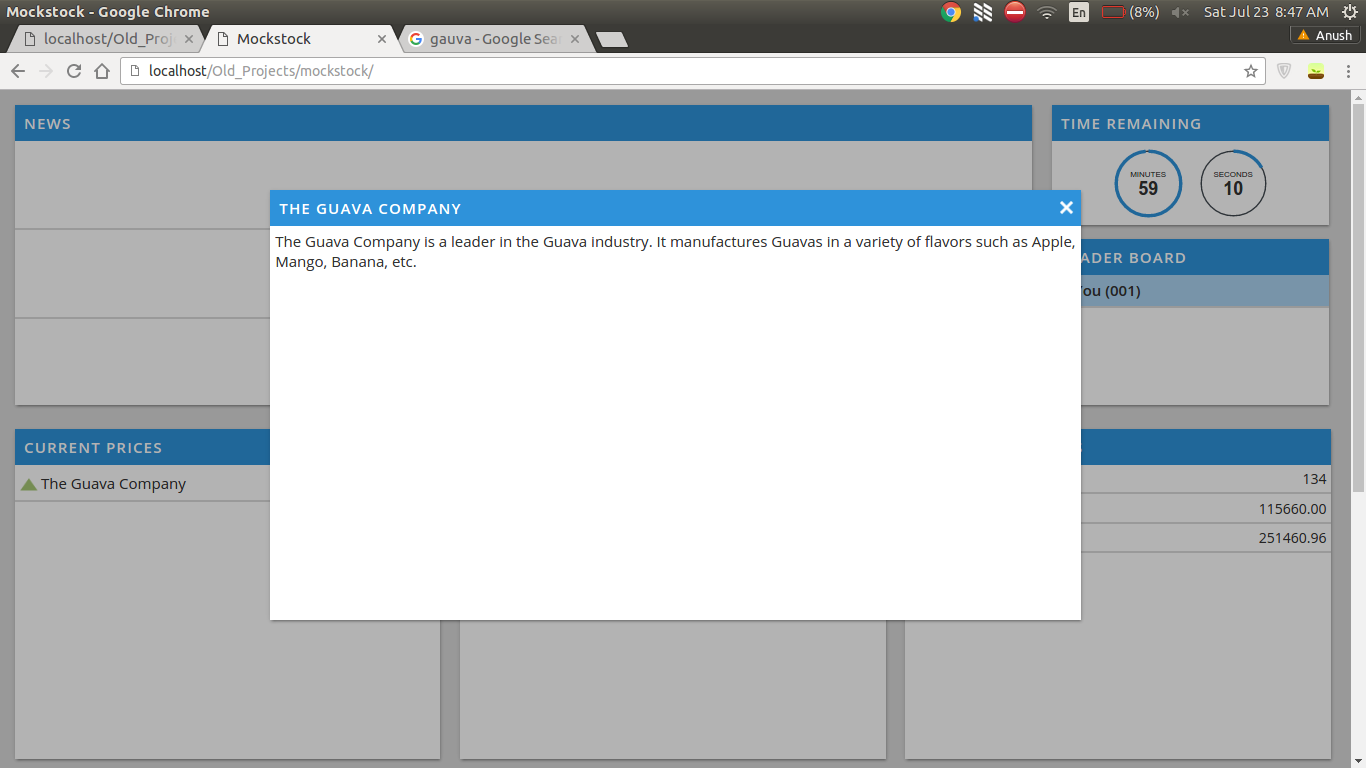 Mockstock - Google Chrome
En
(8%)
Sat Jul 23 8:47 AM
localhost/Old_Proj
Mockstock
gauva - Google Sea
Anush
localhost/Old_Projects/mockstock/
NEWS
TIME REMAINING
MINUTES
59
SECONDS
10
THE GUAVA COMPANY
The Guava Company is a leader in the Guava industry. It manufactures Guavas in a variety of flavors such as Apple,
Mango, Banana, etc.
ADER BOARD
You (001)
CURRENT PRICES
The Guava Company
134
115660.00
251460.96